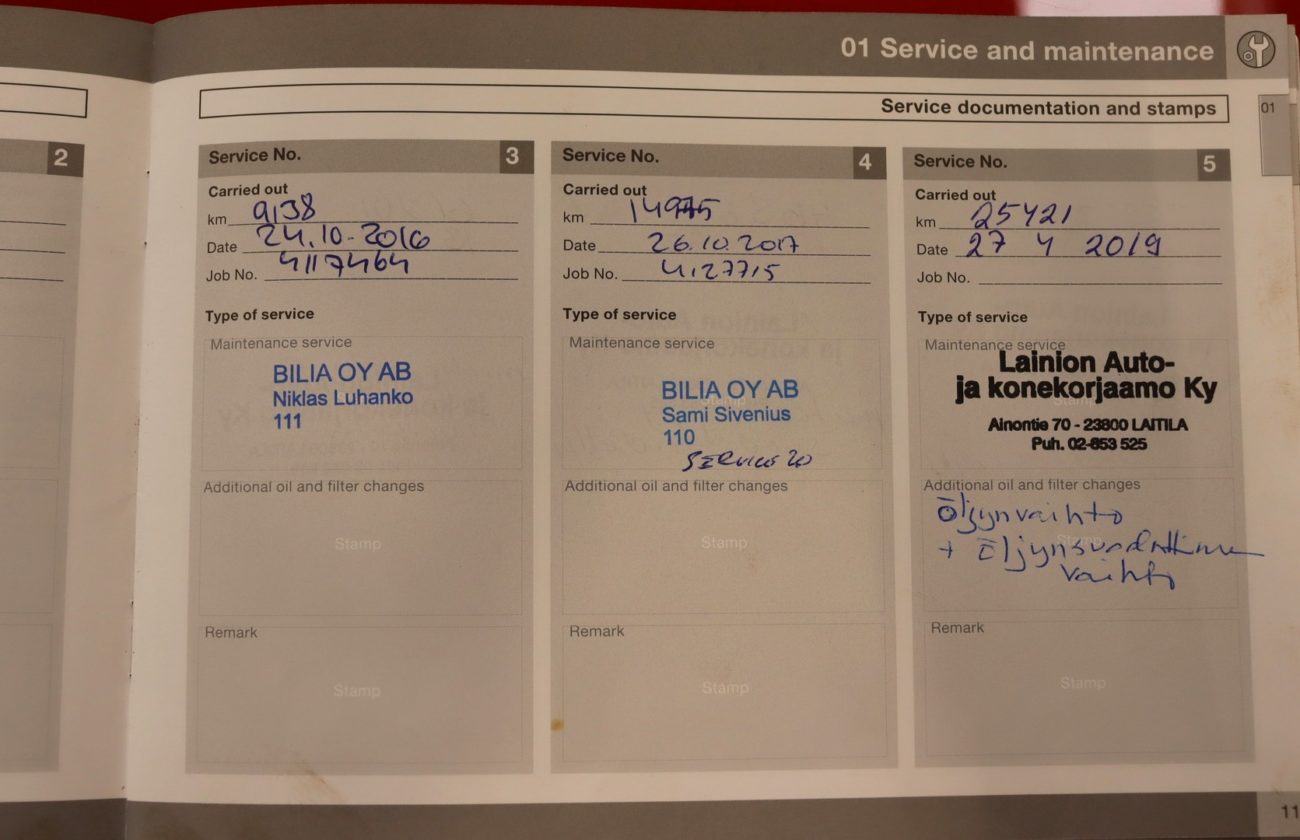 01 Service and maintenance
Service documentation and stamps
01
2
Service No. 3
Carried out
km 9138
Date 24.10-2016
Job No. 4117464
Type of service
Maintenance service
BILIA OY AB
Niklas Luhanko
111
Additional oil and filter changes
Stamp
Remark
Stamp
Service No. 4
Carried out
km 14975
Date 26.10.2017
Job No. 4127715
Type of service
Maintenance service
Stamp
BILIA OY AB
Sami Sivenius
110
SERVICE 20
Additional oil and filter changes
Stamp
Remark
Stamp
Service No. 5
Carried out
km 25421
Date 27 4 2019
Job No.
Type of service
Maintenance service
Stamp
Lainion Auto-
ja konekorjaamo Ky
Ainontie 70 - 23800 LAITILA
Puh. 02-853 525
Additional oil and filter changes
Stamp
öljynvaihto
+ öljynsuodattimen
vaihto
Remark
Stamp
11